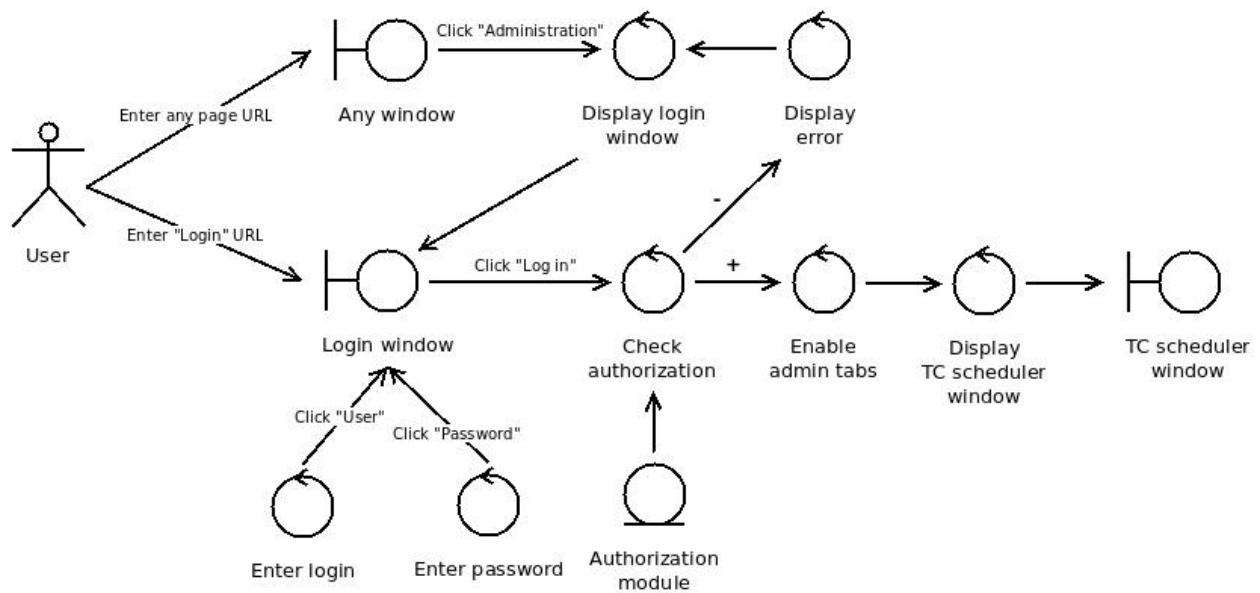 Click "Administration"
Any window
Display login
window
Display
error
Enter any page URL
User
Enter "Login" URL
-
Click "Log in"
+
Login window
Check
authorization
Enable
admin tabs
Display
TC scheduler
window
TC scheduler
window
Click "User"
Click "Password"
Enter login
Enter password
Authorization
module